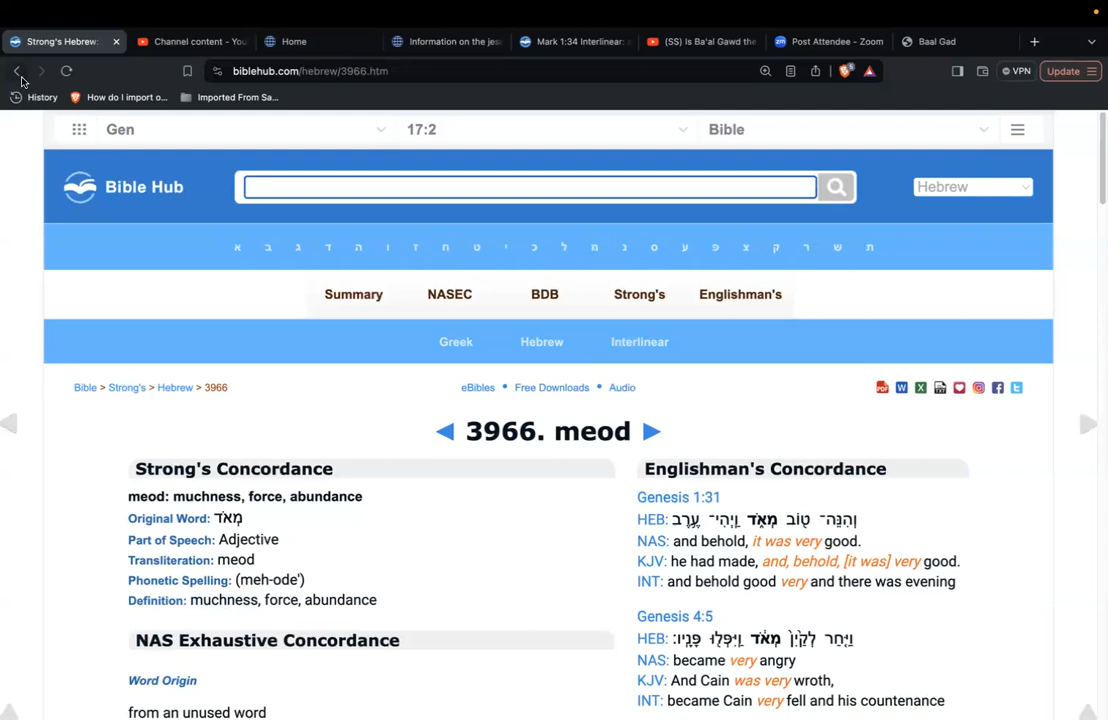 Strong's Hebrew:
Channel content - You
Home
Information on the jes
Mark 1:34 Interlinear:
(SS) Is Ba'al Gawd the
Post Attendee - Zoom
Baal Gad
biblehub.com/hebrew/3966.htm
5
VPN
Update
History
How do I import o...
Imported From Sa...
Gen
17:2
Bible
Bible Hub
Hebrew
א ב ג ד ה ו ז ח ט י כ ל מ נ ס ע פ צ ק ר ש ת
Summary
NASEC
BDB
Strong's
Englishman's
Greek
Hebrew
Interlinear
Bible > Strong's > Hebrew > 3966
eBibles • Free Downloads • Audio
◄ 3966. meod ►
Strong's Concordance
meod: muchness, force, abundance
Original Word: מְאֹד
Part of Speech: Adjective
Transliteration: meod
Phonetic Spelling: (meh-ode')
Definition: muchness, force, abundance
NAS Exhaustive Concordance
Word Origin
from an unused word
Englishman's Concordance
Genesis 1:31
HEB: וְהִנֵּה־ ט֖וֹב מְאֹ֑ד וַֽיְהִי־ עֶ֥רֶב
NAS: and behold, it was very good.
KJV: he had made, and, behold, [it was] very good.
INT: and behold good very and there was evening
Genesis 4:5
HEB: וַיִּ֤חַר לְקַ֙יִן֙ מְאֹ֔ד וַֽיִּפְּל֖וּ פָּנָֽיו׃
NAS: became very angry
KJV: And Cain was very wroth,
INT: became Cain very fell and his countenance